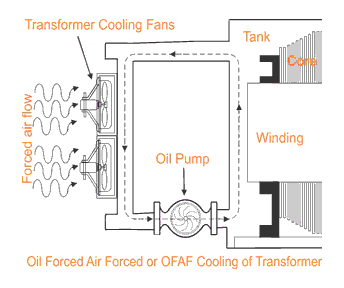 Transformer Cooling Fans
Tank
Core
Forced air flow
Winding
Oil Pump
Oil Forced Air Forced or OFAF Cooling of Transformer